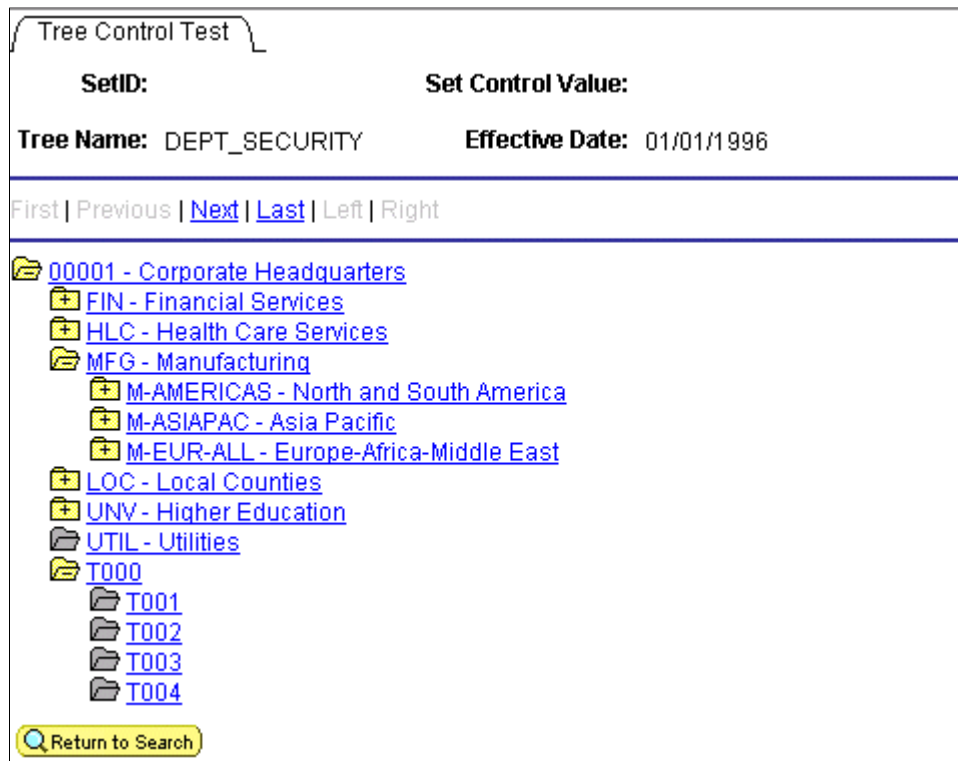 Tree Control Test
SetID: Set Control Value:
Tree Name: DEPT_SECURITY Effective Date: 01/01/1996
First | Previous | Next | Last | Left | Right
00001 - Corporate Headquarters
FIN - Financial Services
HLC - Health Care Services
MFG - Manufacturing
M-AMERICAS - North and South America
M-ASIAPAC - Asia Pacific
M-EUR-ALL - Europe-Africa-Middle East
LOC - Local Counties
UNV - Higher Education
UTIL - Utilities
T000
T001
T002
T003
T004
Return to Search